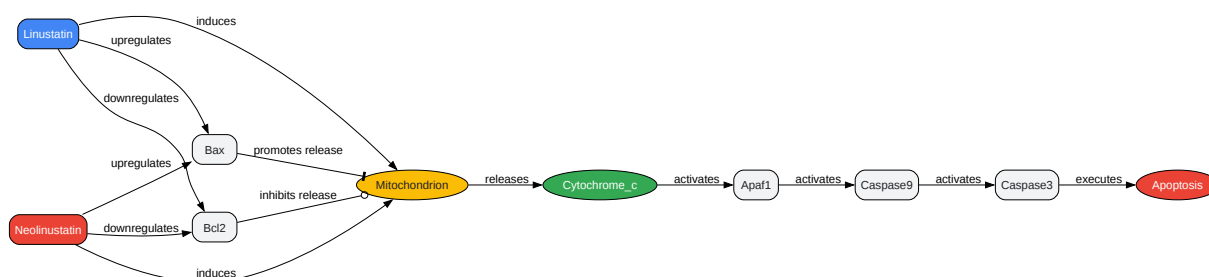 induces
Linustatin
upregulates
downregulates
Bax
promotes release
upregulates
inhibits release
Mitochondrion
releases
Cytochrome_c
activates
Apaf1
activates
Caspase9
activates
Caspase3
executes
Apoptosis
Neolinustatin
downregulates
Bcl2
induces